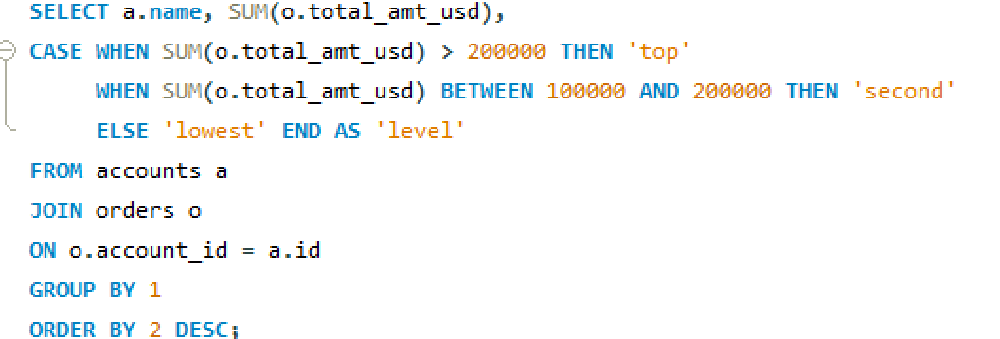 SELECT a.name, SUM(o.total_amt_usd),
CASE WHEN SUM(o.total_amt_usd) > 200000 THEN 'top'
WHEN SUM(o.total_amt_usd) BETWEEN 100000 AND 200000 THEN 'second'
ELSE 'lowest' END AS 'level'
FROM accounts a
JOIN orders o
ON o.account_id = a.id
GROUP BY 1
ORDER BY 2 DESC;